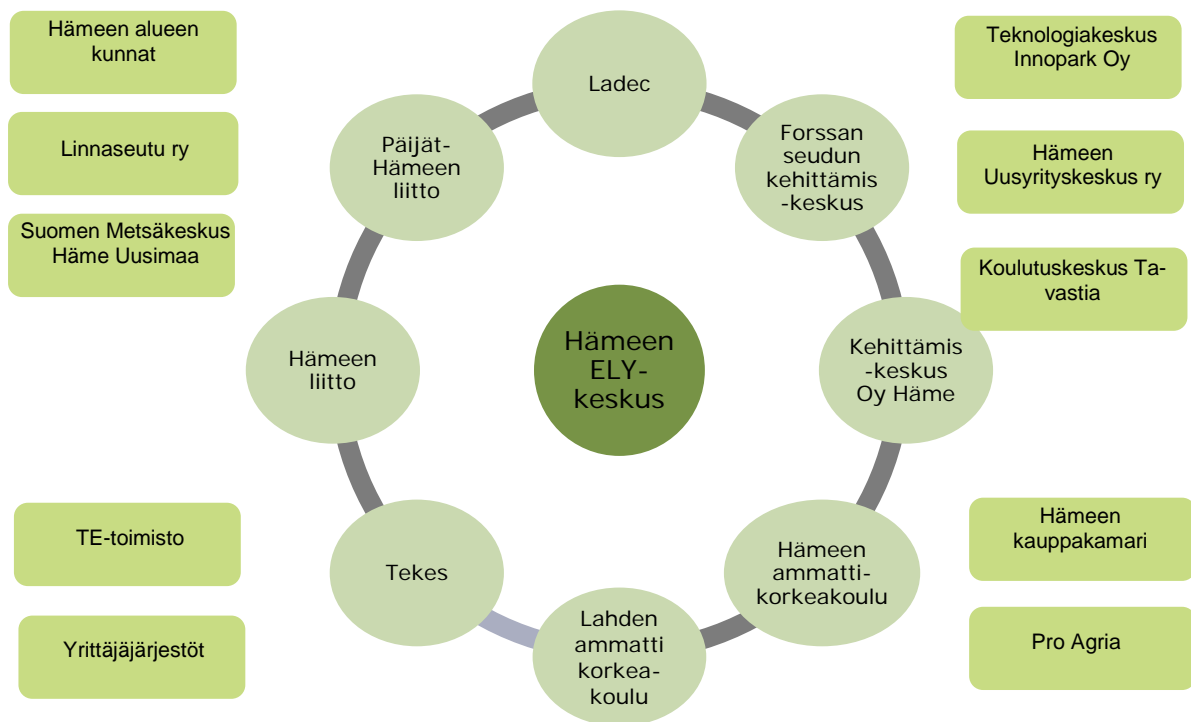 Hämeen alueen
kunnat
Linnaseutu ry
Suomen Metsäkeskus
Häme Uusimaa
TE-toimisto
Yrittäjäjärjestöt
Ladec
Päijät-
Hämeen
liitto
Forssan
seudun
kehittämis
-keskus
Hämeen
liitto
Hämeen
ELY-
keskus
Kehittämis
-keskus
Oy Häme
Tekes
Lahden
ammatti
korkea-
koulu
Hämeen
ammatti-
korkeakoulu
Teknologiakeskus
Innopark Oy
Hämeen
Uusyrityskeskus ry
Koulutuskeskus Ta-
vastia
Hämeen
kauppakamari
Pro Agria